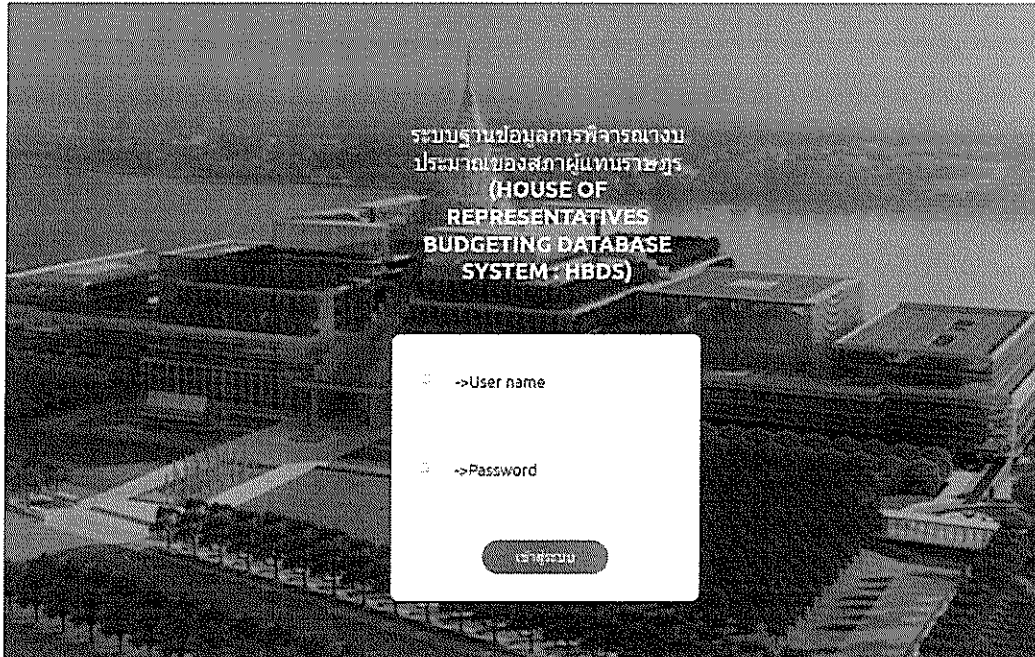 ระบบฐานข้อมูลการพิจารณางบ
ประมาณของสภาผู้แทนราษฎร
(HOUSE OF
REPRESENTATIVES
BUDGETING DATABASE
SYSTEM : HBDS)
->User name
->Password
เข้าสู่ระบบ